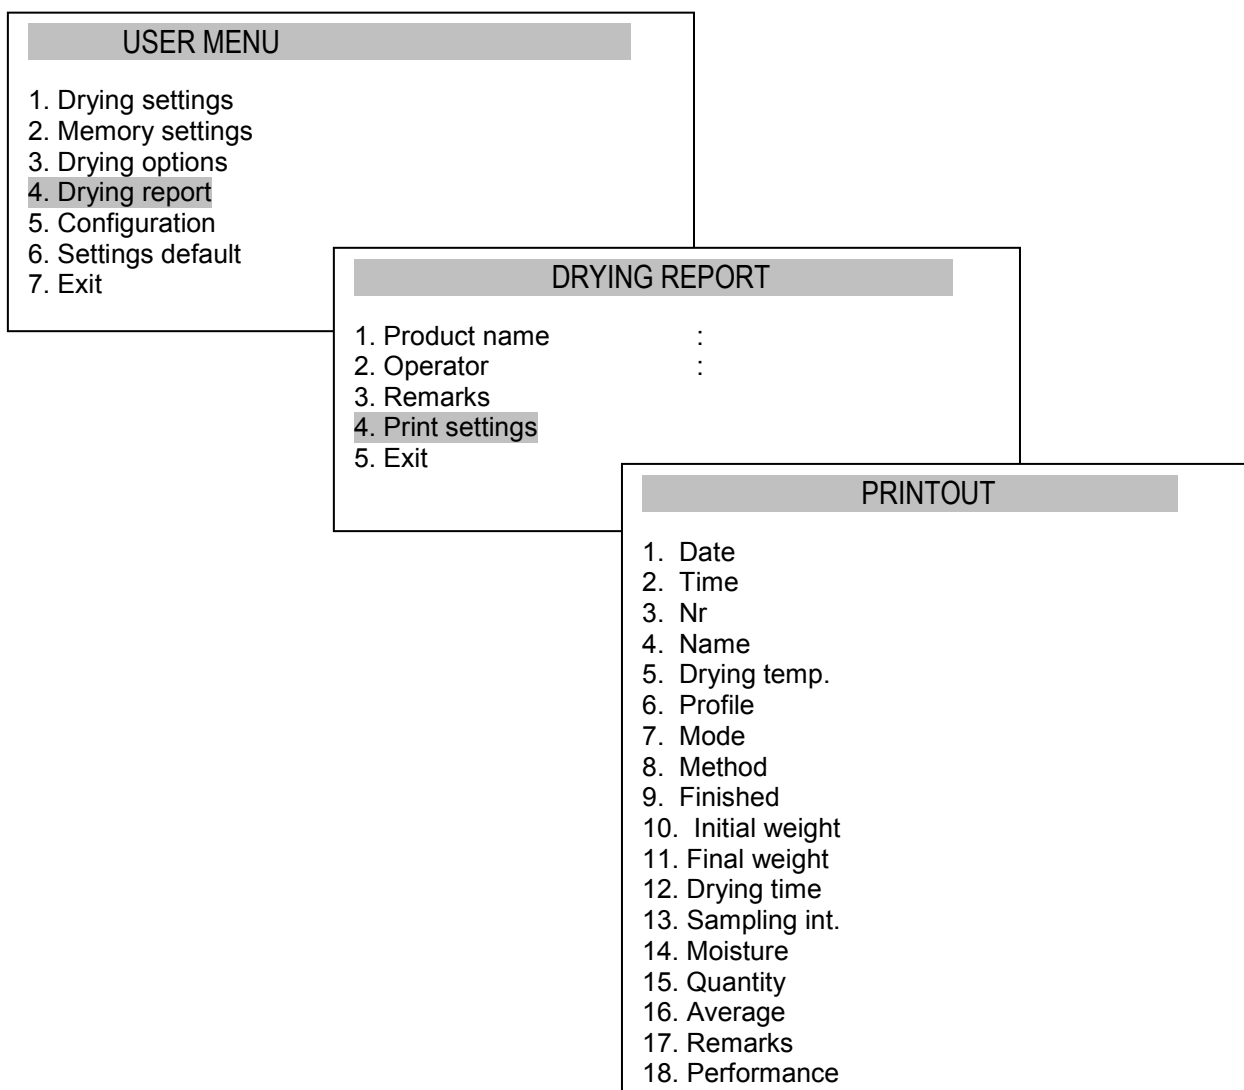 USER MENU
1. Drying settings
2. Memory settings
3. Drying options
4. Drying report
5. Configuration
6. Settings default
7. Exit
DRYING REPORT
1. Product name :
2. Operator :
3. Remarks
4. Print settings
5. Exit
PRINTOUT
1. Date
2. Time
3. Nr
4. Name
5. Drying temp.
6. Profile
7. Mode
8. Method
9. Finished
10. Initial weight
11. Final weight
12. Drying time
13. Sampling int.
14. Moisture
15. Quantity
16. Average
17. Remarks
18. Performance